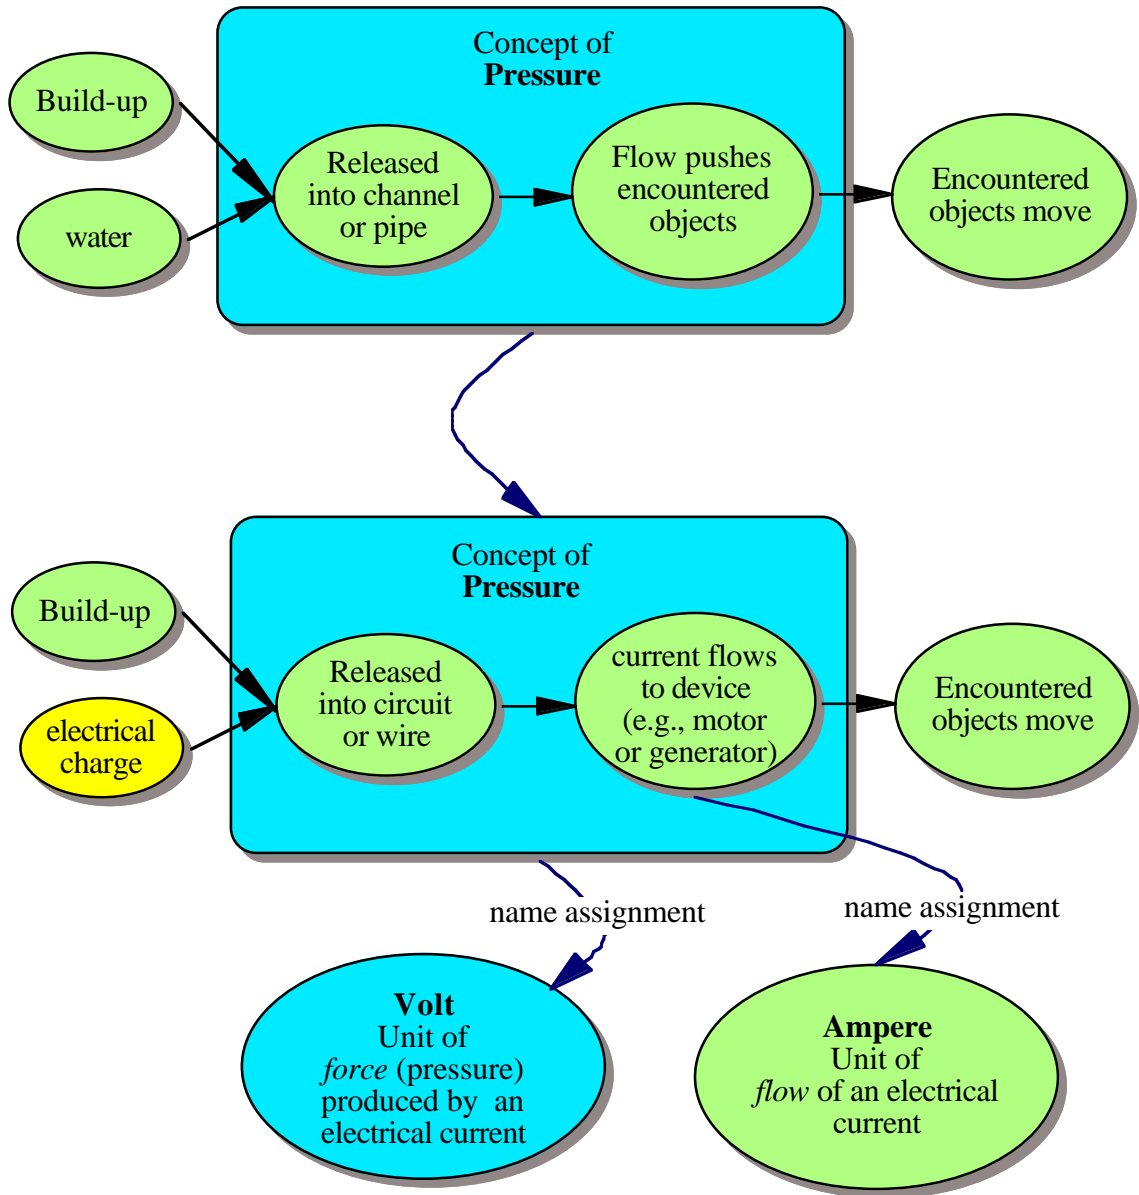 Concept of
Pressure
Build-up
water
Released
into channel
or pipe
Flow pushes
encountered
objects
Encountered
objects move
Concept of
Pressure
Build-up
electrical
charge
Released
into circuit
or wire
current flows
to device
(e.g., motor
or generator)
Encountered
objects move
name assignment
name assignment
Volt
Unit of
force (pressure)
produced by an
electrical current
Ampere
Unit of
flow of an electrical
current